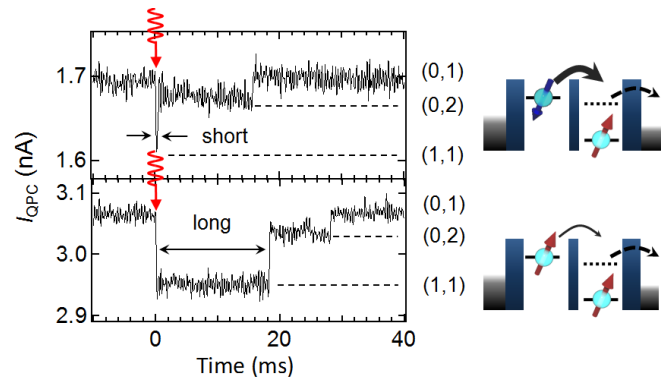 1.7
1.6
I_QPC (nA)
short
(0,1)
(0,2)
(1,1)
3.1
3.0
2.9
long
(0,1)
(0,2)
(1,1)
0 20 40
Time (ms)